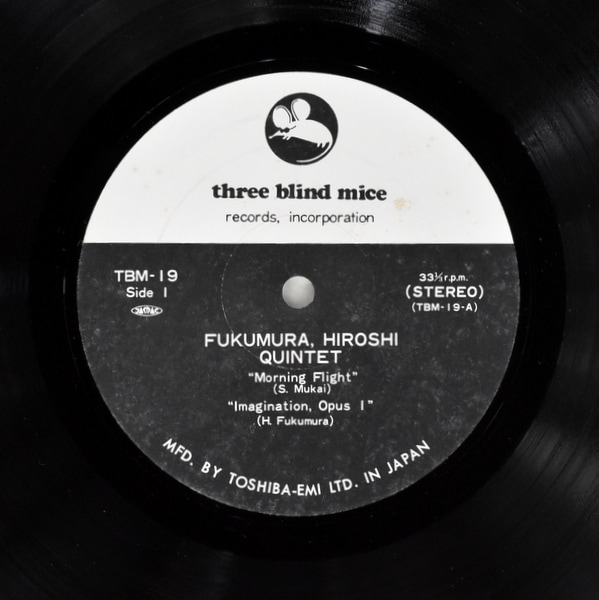 three blind mice
records, incorporation
TBM-19
Side 1
33⅓ r.p.m.
(STEREO)
(TBM-19-A)
FUKUMURA, HIROSHI
QUINTET
"Morning Flight"
(S. Mukai)
"Imagination, Opus 1"
(H. Fukumura)
MFD. BY TOSHIBA-EMI LTD. IN JAPAN